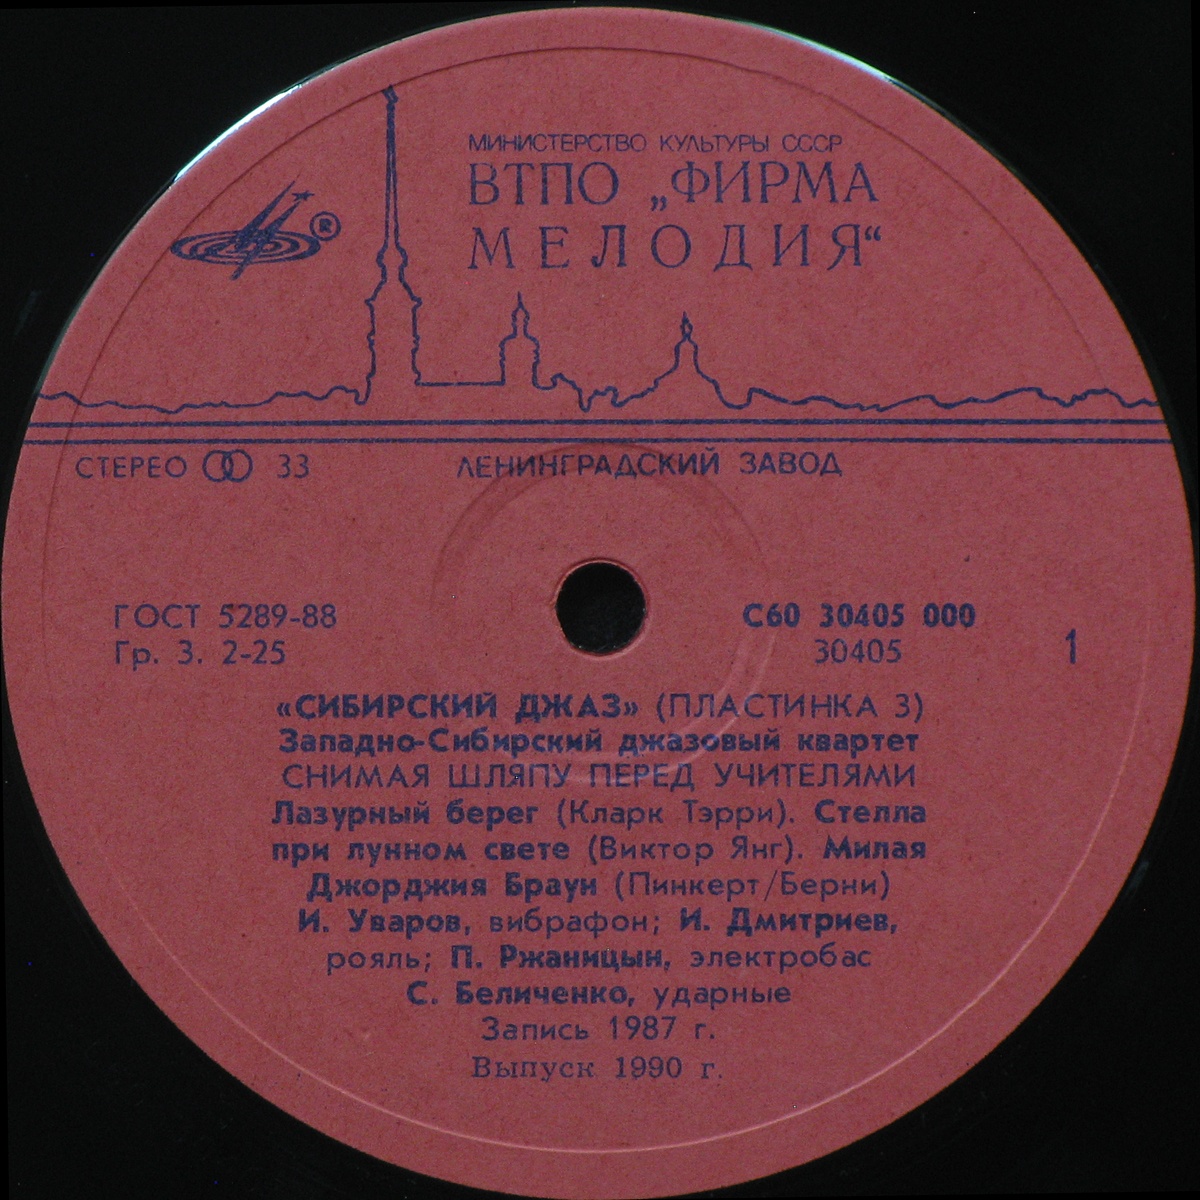 МИНИСТЕРСТВО КУЛЬТУРЫ СССР
ВТПО „ФИРМА
МЕЛОДИЯ“
®
СТЕРЕО 33
ЛЕНИНГРАДСКИЙ ЗАВОД
ГОСТ 5289-88
Гр. 3. 2-25
С60 30405 000
30405
1
«СИБИРСКИЙ ДЖАЗ» (ПЛАСТИНКА 3)
Западно-Сибирский джазовый квартет
СНИМАЯ ШЛЯПУ ПЕРЕД УЧИТЕЛЯМИ
Лазурный берег (Кларк Тэрри). Стелла
при лунном свете (Виктор Янг). Милая
Джорджия Браун (Пинкерт/Берни)
И. Уваров, вибрафон; И. Дмитриев,
рояль; П. Ржаницын, электробас
С. Беличенко, ударные
Запись 1987 г.
Выпуск 1990 г.